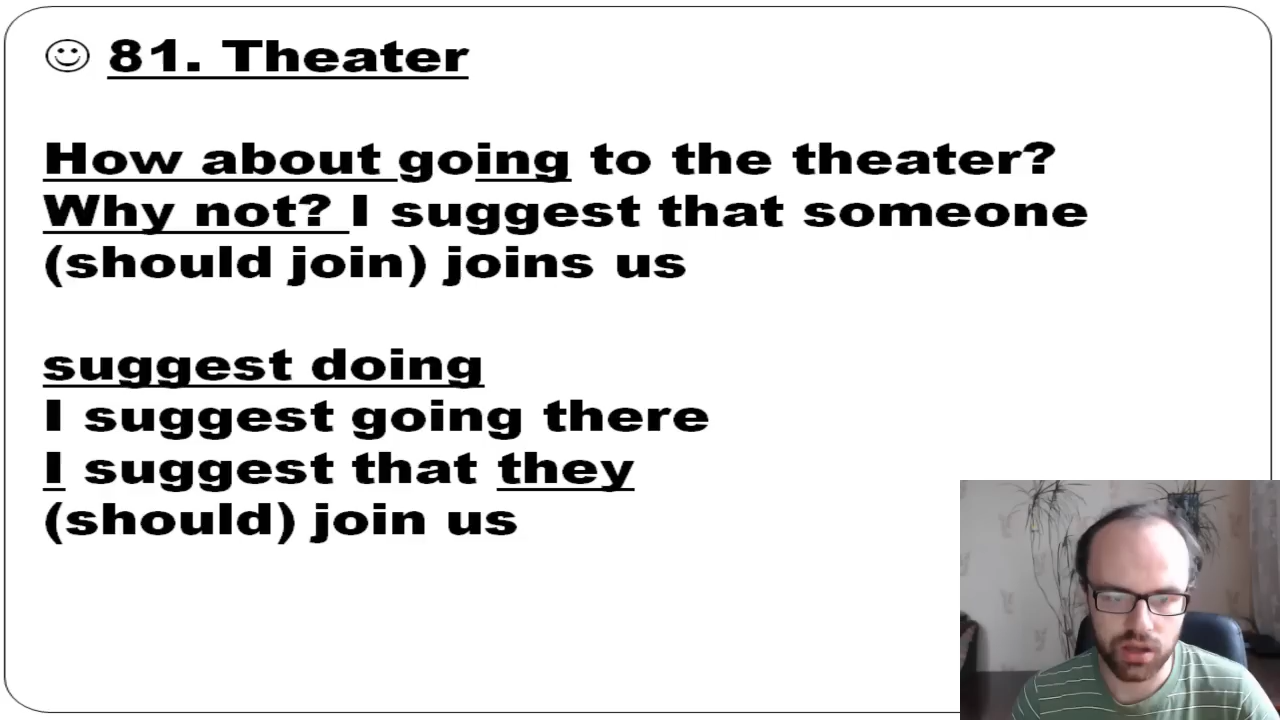 ☺ 81. Theater
How about going to the theater?
Why not? I suggest that someone
(should join) joins us
suggest doing
I suggest going there
I suggest that they
(should) join us